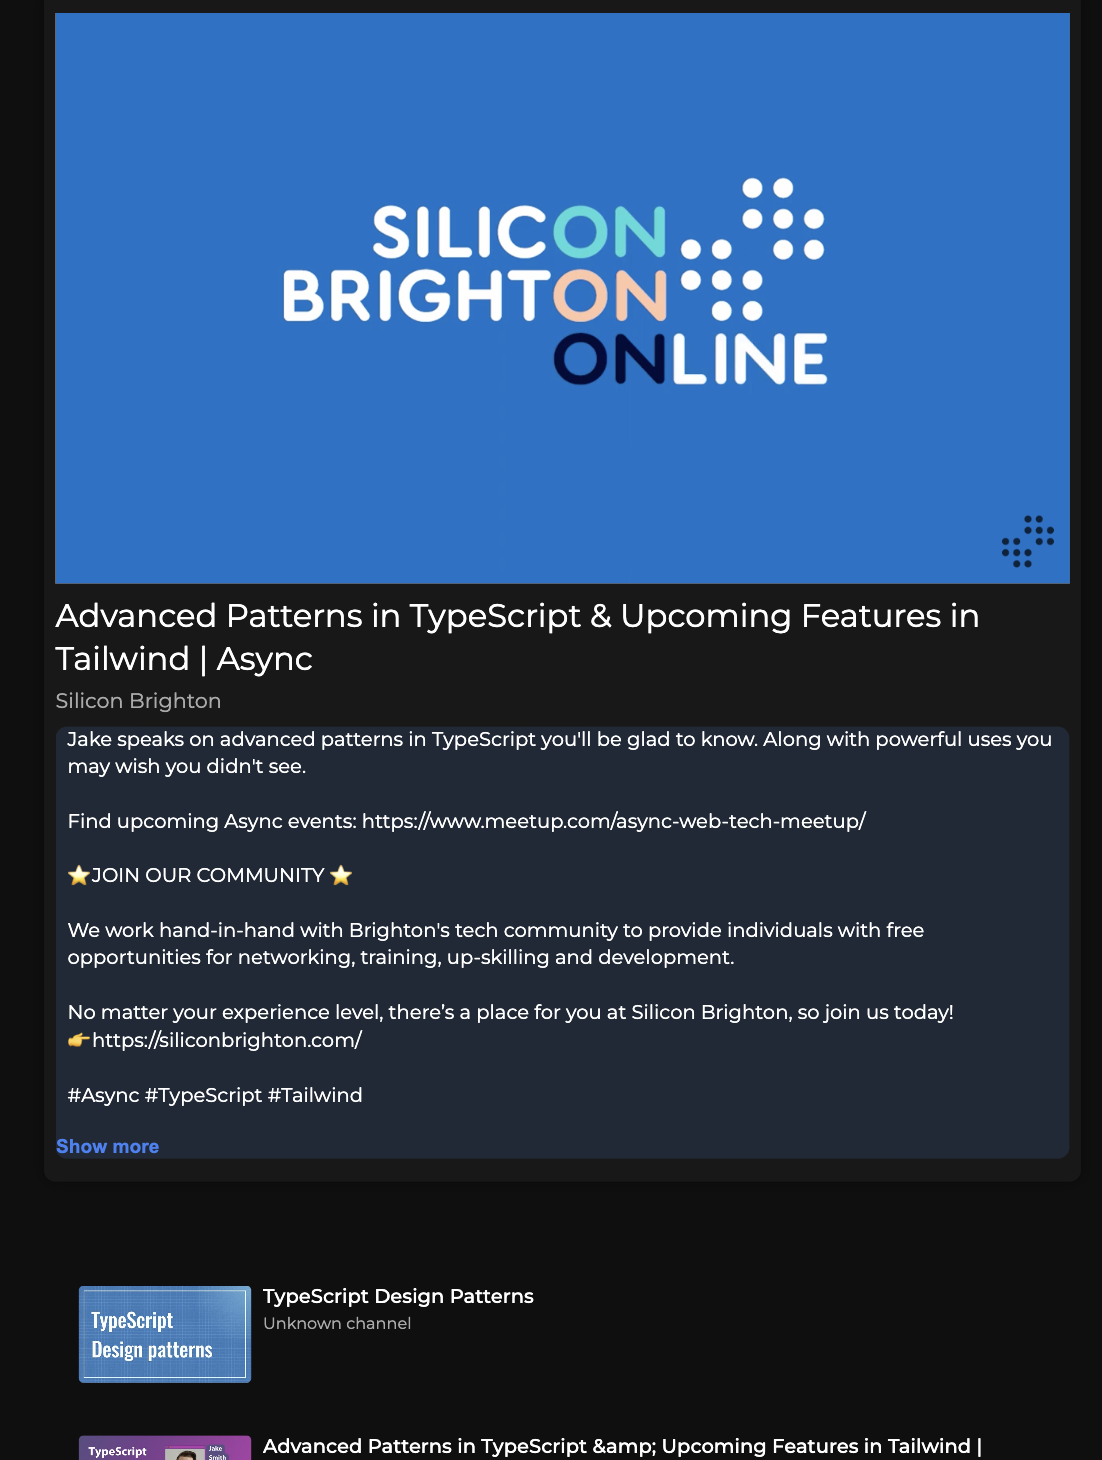 SILICON
BRIGHTON
ONLINE
Advanced Patterns in TypeScript & Upcoming Features in
Tailwind | Async
Silicon Brighton
Jake speaks on advanced patterns in TypeScript you'll be glad to know. Along with powerful uses you
may wish you didn't see.
Find upcoming Async events: https://www.meetup.com/async-web-tech-meetup/
⭐JOIN OUR COMMUNITY ⭐
We work hand-in-hand with Brighton's tech community to provide individuals with free
opportunities for networking, training, up-skilling and development.
No matter your experience level, there’s a place for you at Silicon Brighton, so join us today!
👉https://siliconbrighton.com/
#Async #TypeScript #Tailwind
Show more
TypeScript
Design patterns
TypeScript Design Patterns
Unknown channel
TypeScript
Jake
Smith
Advanced Patterns in TypeScript &amp; Upcoming Features in Tailwind |